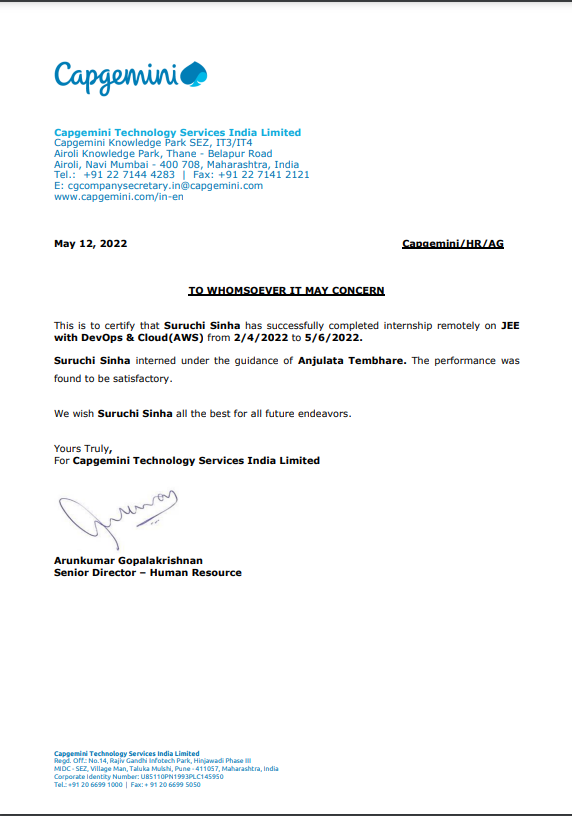 Capgemini
Capgemini Technology Services India Limited
Capgemini Knowledge Park SEZ, IT3/IT4
Airoli Knowledge Park, Thane - Belapur Road
Airoli, Navi Mumbai - 400 708, Maharashtra, India
Tel.: +91 22 7144 4283 | Fax: +91 22 7141 2121
E: cgcompanysecretary.in@capgemini.com
www.capgemini.com/in-en
May 12, 2022 Capgemini/HR/AG
TO WHOMSOEVER IT MAY CONCERN
This is to certify that Suruchi Sinha has successfully completed internship remotely on JEE
with DevOps & Cloud(AWS) from 2/4/2022 to 5/6/2022.
Suruchi Sinha interned under the guidance of Anjulata Tembhare. The performance was
found to be satisfactory.
We wish Suruchi Sinha all the best for all future endeavors.
Yours Truly,
For Capgemini Technology Services India Limited
Arunkumar Gopalakrishnan
Senior Director – Human Resource
Capgemini Technology Services India Limited
Regd. Off.: No.14, Rajiv Gandhi Infotech Park, Hinjawadi Phase III
MIDC - SEZ, Village Man, Taluka Mulshi, Pune - 411057, Maharashtra, India
Corporate Identity Number: U85110PN1993PLC145950
Tel.: +91 20 6699 1000 | Fax: + 91 20 6699 5050